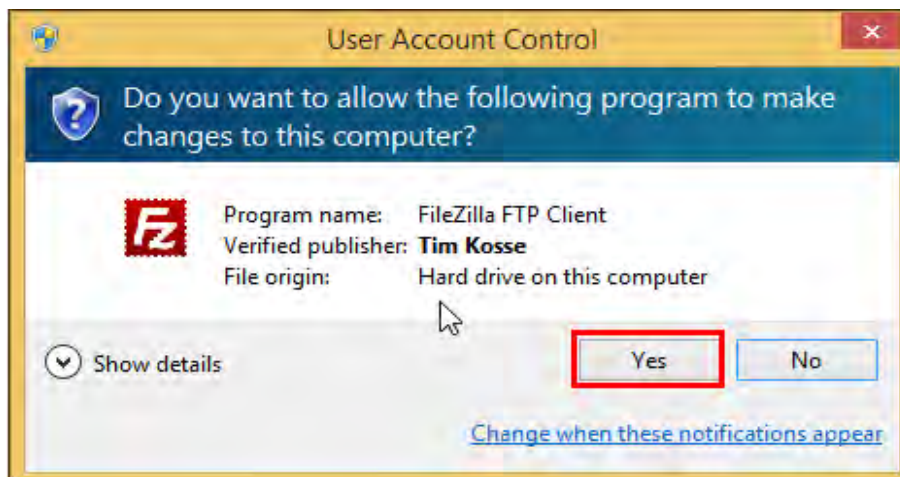 User Account Control
Do you want to allow the following program to make
changes to this computer?
Fz
Program name: FileZilla FTP Client
Verified publisher: Tim Kosse
File origin: Hard drive on this computer
Show details
Yes
No
Change when these notifications appear